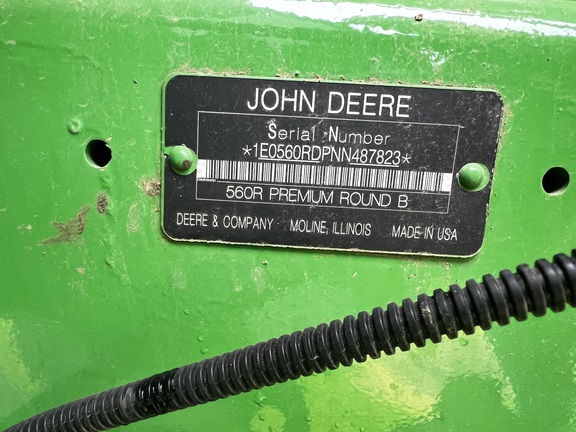 JOHN DEERE
Serial Number
*1E0560RDPNN487823*
560R PREMIUM ROUND B
DEERE & COMPANY MOLINE, ILLINOIS MADE IN USA